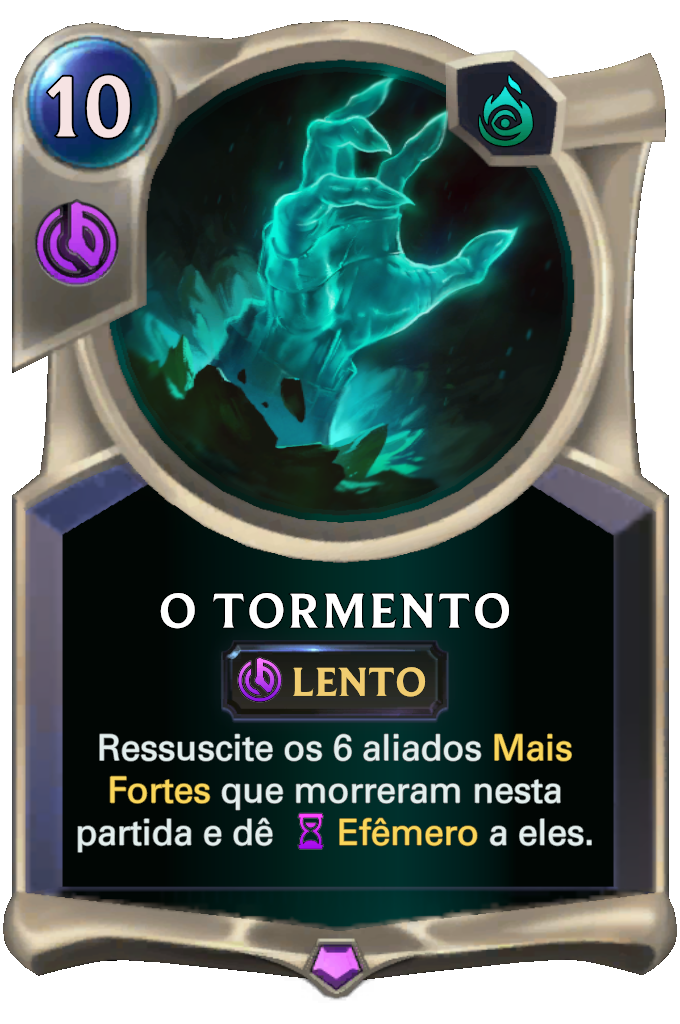 10
O TORMENTO
LENTO
Ressuscite os 6 aliados Mais
Fortes que morreram nesta
partida e dê Efêmero a eles.